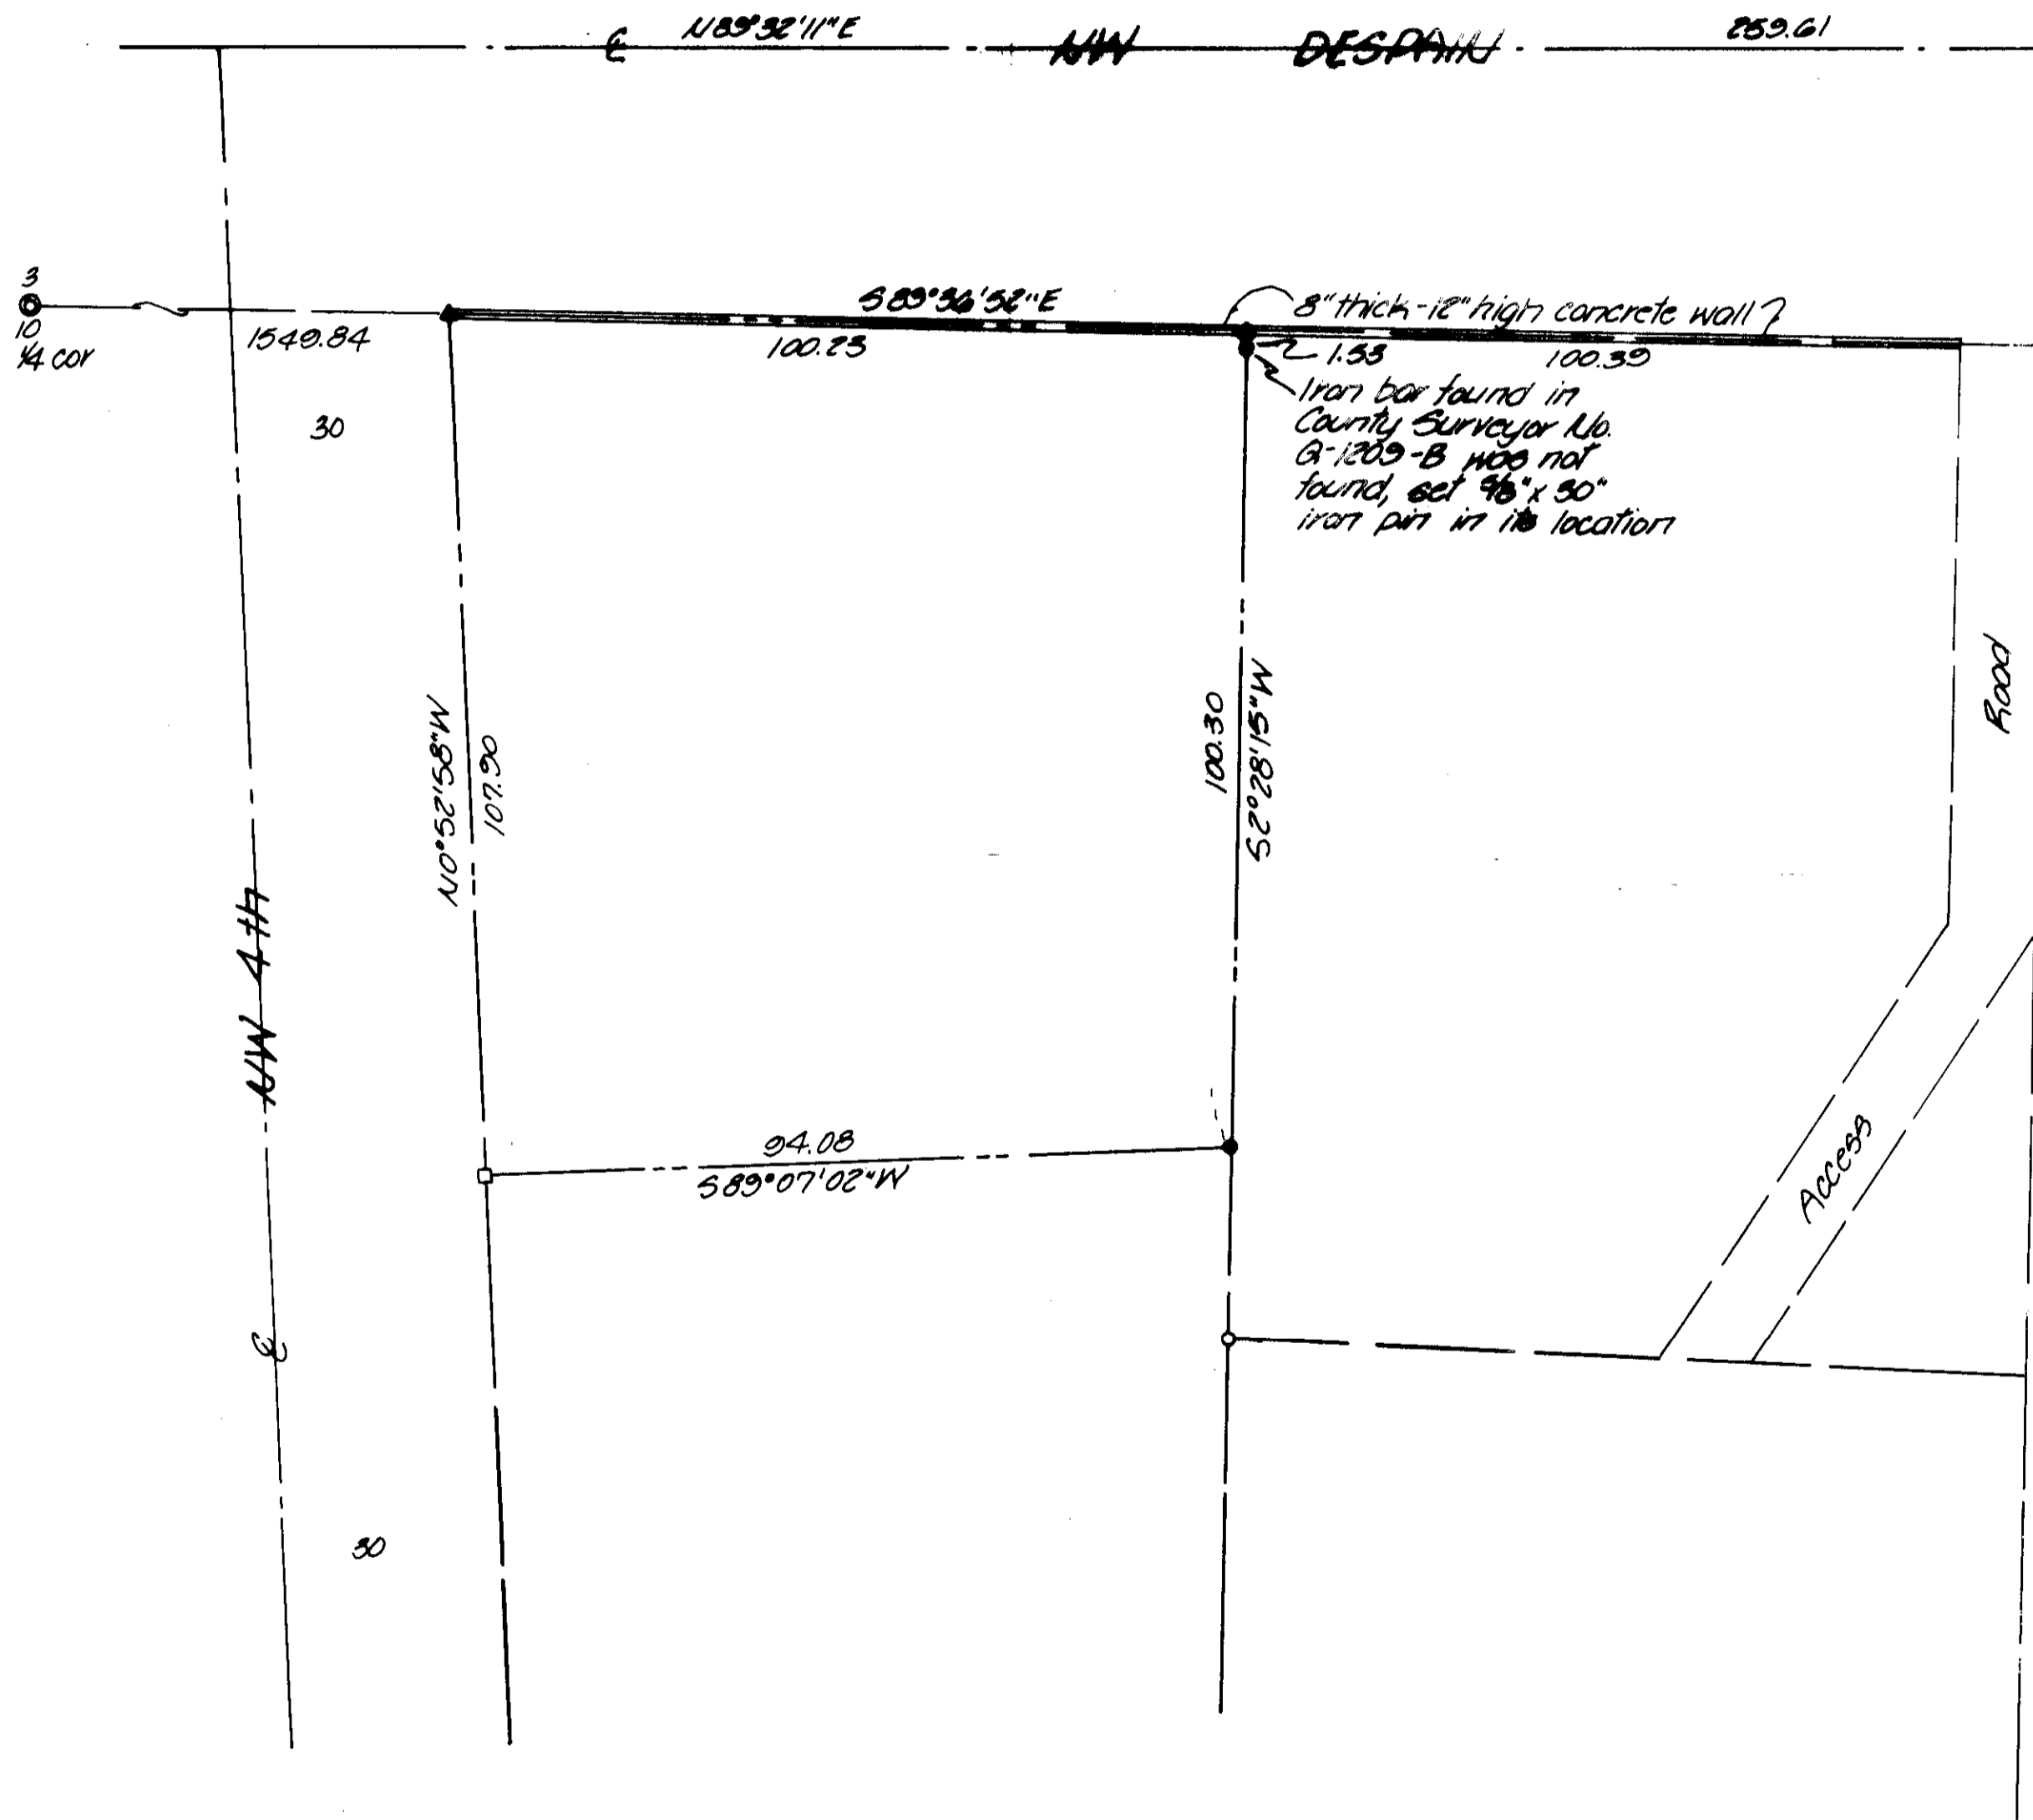 N89°32'11"E
℄ NW DESPAIN
259.61
3
10
1/4 cor
1549.84
S89°36'52"E
100.23
8" thick-12" high concrete wall
1.33
100.39
Iron bar found in
County Surveyor No.
Q-1209-B was not
found, set 5/8" x 30"
iron pin in its location
30
N0°52'58"W
107.90
100.30
S2°28'15"W
Road
NW 4TH
94.08
S89°07'02"W
Access
℄
30